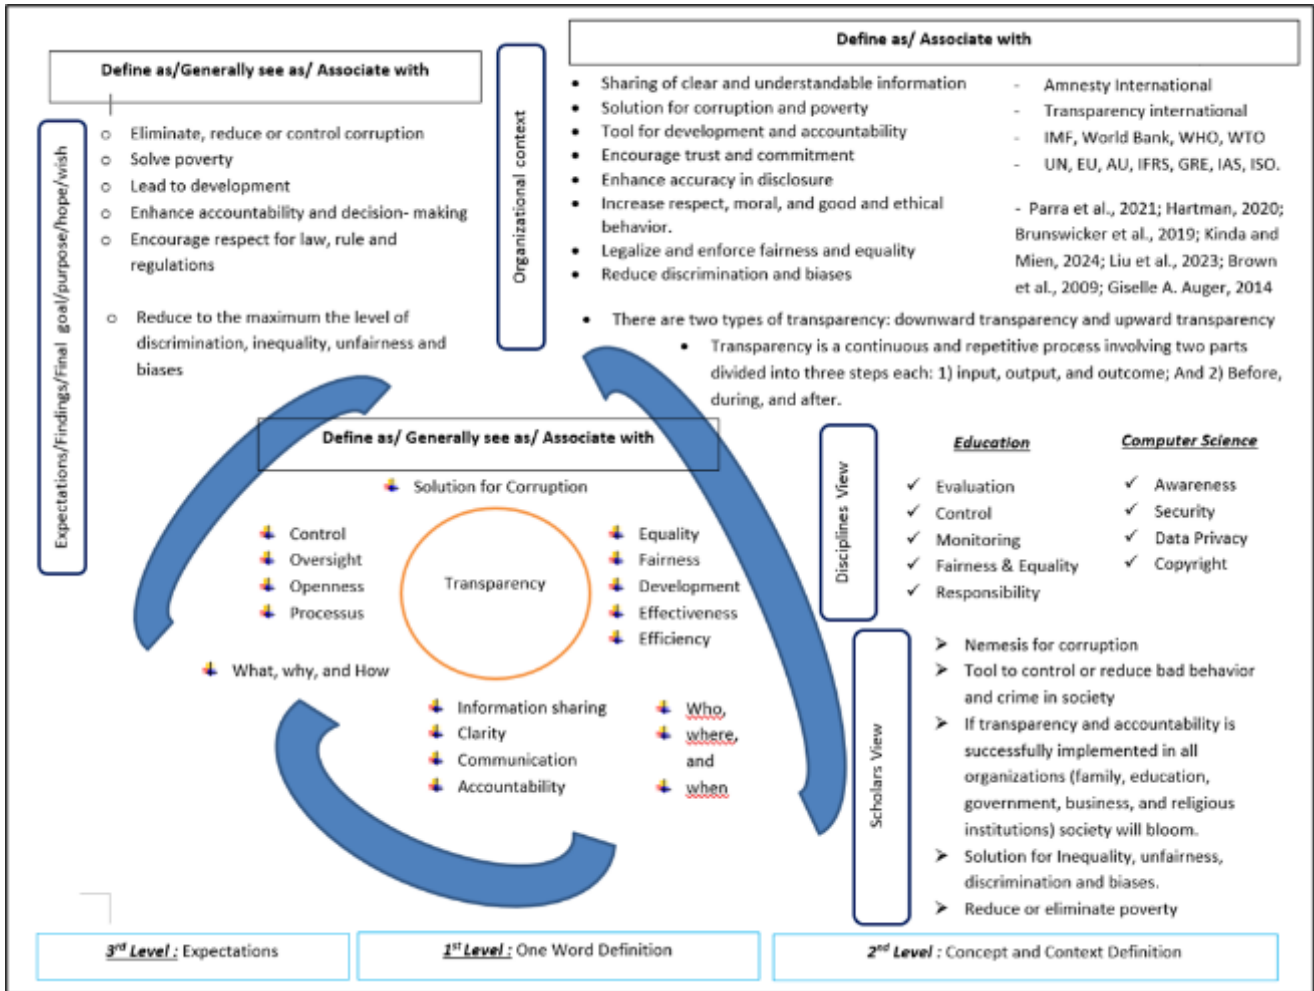 Define as/Generally see as/ Associate with
Expectations/Findings/Final goal/purpose/hope/wish
o Eliminate, reduce or control corruption
o Solve poverty
o Lead to development
o Enhance accountability and decision- making
o Encourage respect for law, rule and
regulations
o Reduce to the maximum the level of
discrimination, inequality, unfairness and
biases
Organizational context
Define as/ Associate with
• Sharing of clear and understandable information
• Solution for corruption and poverty
• Tool for development and accountability
• Encourage trust and commitment
• Enhance accuracy in disclosure
• Increase respect, moral, and good and ethical
behavior.
• Legalize and enforce fairness and equality
• Reduce discrimination and biases
- Amnesty International
- Transparency international
- IMF, World Bank, WHO, WTO
- UN, EU, AU, IFRS, GRE, IAS, ISO.
- Parra et al., 2021; Hartman, 2020;
Brunswicker et al., 2019; Kinda and
Mien, 2024; Liu et al., 2023; Brown
et al., 2009; Giselle A. Auger, 2014
• There are two types of transparency: downward transparency and upward transparency
• Transparency is a continuous and repetitive process involving two parts
divided into three steps each: 1) input, output, and outcome; And 2) Before,
during, and after.
Define as/ Generally see as/ Associate with
Solution for Corruption
Control
Oversight
Openness
Processus
Transparency
Equality
Fairness
Development
Effectiveness
Efficiency
What, why, and How
Information sharing
Clarity
Communication
Accountability
Who,
where,
and
when
Disciplines View
Education
✓ Evaluation
✓ Control
✓ Monitoring
✓ Fairness & Equality
✓ Responsibility
Computer Science
✓ Awareness
✓ Security
✓ Data Privacy
✓ Copyright
Scholars View
➤ Nemesis for corruption
➤ Tool to control or reduce bad behavior
and crime in society
➤ If transparency and accountability is
successfully implemented in all
organizations (family, education,
government, business, and religious
institutions) society will bloom.
➤ Solution for Inequality, unfairness,
discrimination and biases.
➤ Reduce or eliminate poverty
3rd Level : Expectations
1st Level : One Word Definition
2nd Level : Concept and Context Definition